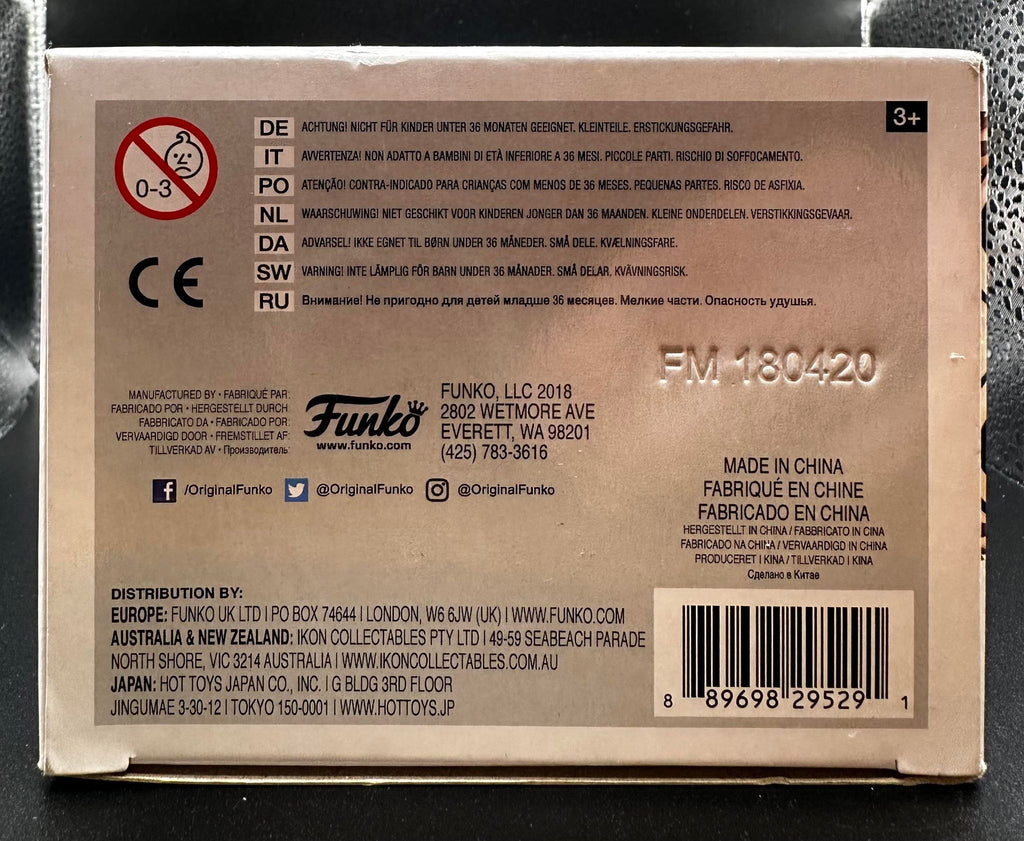 3+
0-3
DE ACHTUNG! NICHT FÜR KINDER UNTER 36 MONATEN GEEIGNET. KLEINTEILE. ERSTICKUNGSGEFAHR.
IT AVVERTENZA! NON ADATTO A BAMBINI DI ETÀ INFERIORE A 36 MESI. PICCOLE PARTI. RISCHIO DI SOFFOCAMENTO.
PO ATENÇÃO! CONTRA-INDICADO PARA CRIANÇAS COM MENOS DE 36 MESES. PEQUENAS PARTES. RISCO DE ASFIXIA.
NL WAARSCHUWING! NIET GESCHIKT VOOR KINDEREN JONGER DAN 36 MAANDEN. KLEINE ONDERDELEN. VERSTIKKINGSGEVAAR.
DA ADVARSEL! IKKE EGNET TIL BØRN UNDER 36 MÅNEDER. SMÅ DELE. KVÆLNINGSFARE.
SW VARNING! INTE LÄMPLIG FÖR BARN UNDER 36 MÅNADER. SMÅ DELAR. KVÄVNINGSRISK.
RU Внимание! Не пригодно для детей младше 36 месяцев. Мелкие части. Опасность удушья.
CE
FM 180420
MANUFACTURED BY • FABRIQUÉ PAR:
FABRICADO POR • HERGESTELLT DURCH
FABBRICATO DA • FABRICADO POR:
VERVAARDIGD DOOR • FREMSTILLET AF:
TILLVERKAD AV • Производитель:
Funko
www.funko.com
FUNKO, LLC 2018
2802 WETMORE AVE
EVERETT, WA 98201
(425) 783-3616
/OriginalFunko @OriginalFunko @OriginalFunko
MADE IN CHINA
FABRIQUÉ EN CHINE
FABRICADO EN CHINA
HERGESTELLT IN CHINA / FABBRICATO IN CINA
FABRICADO NA CHINA / VERVAARDIGD IN CHINA
PRODUCERET I KINA / TILLVERKAD I KINA
Сделано в Китае
DISTRIBUTION BY:
EUROPE: FUNKO UK LTD | PO BOX 74644 | LONDON, W6 6JW (UK) | WWW.FUNKO.COM
AUSTRALIA & NEW ZEALAND: IKON COLLECTABLES PTY LTD | 49-59 SEABEACH PARADE
NORTH SHORE, VIC 3214 AUSTRALIA | WWW.IKONCOLLECTABLES.COM.AU
JAPAN: HOT TOYS JAPAN CO., INC. | G BLDG 3RD FLOOR
JINGUMAE 3-30-12 | TOKYO 150-0001 | WWW.HOTTOYS.JP
8 89698 29529 1